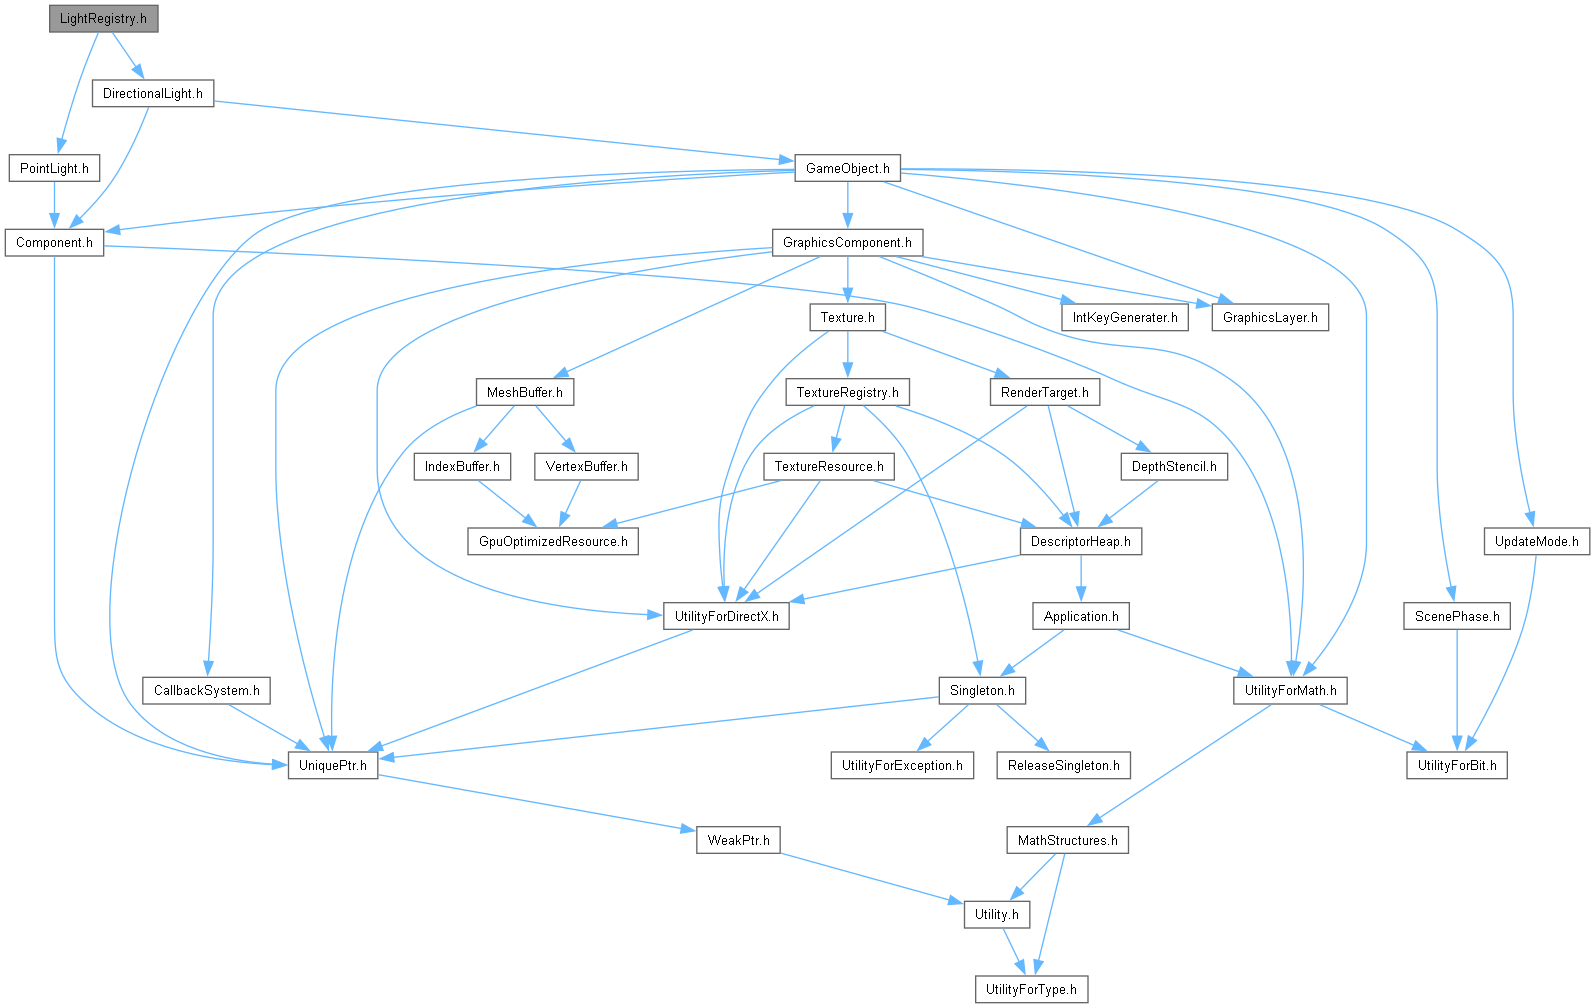 LightRegistry.h
DirectionalLight.h
PointLight.h
GameObject.h
Component.h
GraphicsComponent.h
Texture.h
IntKeyGenerater.h
GraphicsLayer.h
MeshBuffer.h
TextureRegistry.h
RenderTarget.h
IndexBuffer.h
VertexBuffer.h
TextureResource.h
DepthStencil.h
GpuOptimizedResource.h
DescriptorHeap.h
UpdateMode.h
UtilityForDirectX.h
Application.h
ScenePhase.h
CallbackSystem.h
Singleton.h
UtilityForMath.h
UniquePtr.h
UtilityForException.h
ReleaseSingleton.h
UtilityForBit.h
WeakPtr.h
MathStructures.h
Utility.h
UtilityForType.h